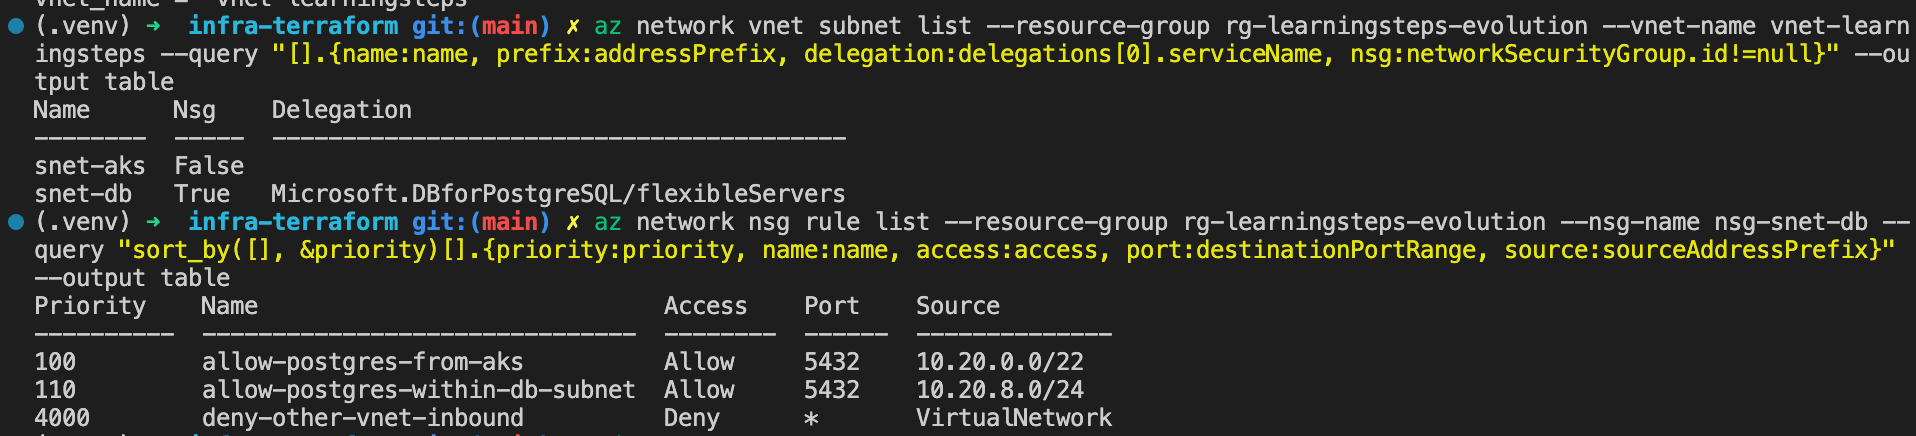 vnet_name = "vnet-learningsteps"
(.venv) → infra-terraform git:(main) ✗ az network vnet subnet list --resource-group rg-learningsteps-evolution --vnet-name vnet-learn
ingsteps --query "[].{name:name, prefix:addressPrefix, delegation:delegations[0].serviceName, nsg:networkSecurityGroup.id!=null}" --ou
tput table
Name Nsg Delegation
-------- ----- -----------------------------------------
snet-aks False
snet-db True Microsoft.DBforPostgreSQL/flexibleServers
(.venv) → infra-terraform git:(main) ✗ az network nsg rule list --resource-group rg-learningsteps-evolution --nsg-name nsg-snet-db --
query "sort_by([], &priority)[].{priority:priority, name:name, access:access, port:destinationPortRange, source:sourceAddressPrefix}"
--output table
Priority Name Access Port Source
---------- ------------------------------- -------- ------ --------------
100 allow-postgres-from-aks Allow 5432 10.20.0.0/22
110 allow-postgres-within-db-subnet Allow 5432 10.20.8.0/24
4000 deny-other-vnet-inbound Deny * VirtualNetwork